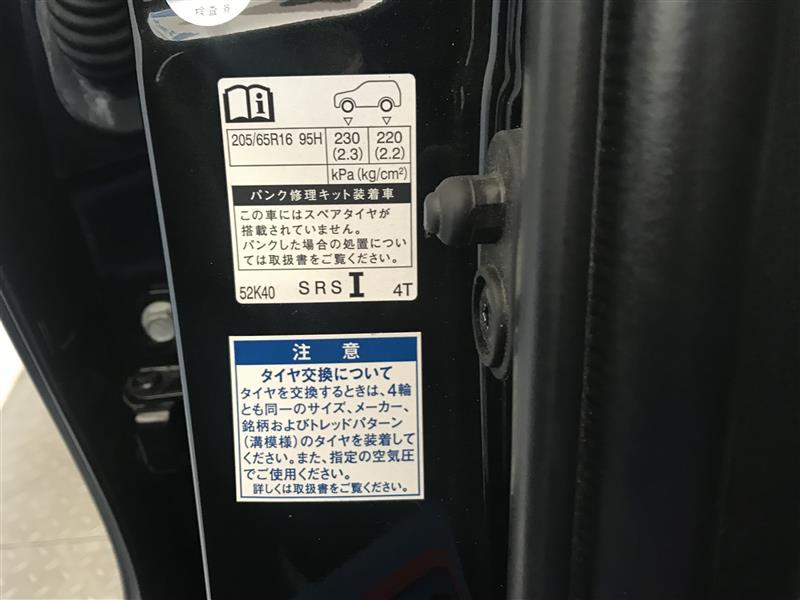 検査済
205/65R16 95H 230 220
(2.3) (2.2)
kPa(kg/cm²)
パンク修理キット装着車
この車にはスペアタイヤが
搭載されていません。
パンクした場合の処置につい
ては取扱書をご覧ください。
52K40 SRS I 4T
注 意
タイヤ交換について
タイヤを交換するときは、4輪
とも同一のサイズ、メーカー、
銘柄およびトレッドパターン
(溝模様)のタイヤを装着して
ください。また、指定の空気圧
でご使用ください。
詳しくは取扱書をご覧ください。